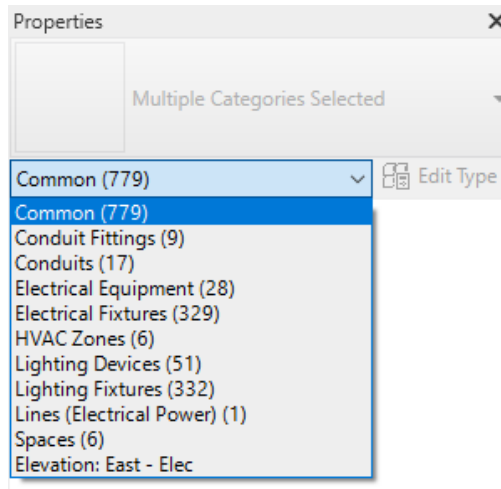 Properties
Multiple Categories Selected
Common (779)
Edit Type
Common (779)
Conduit Fittings (9)
Conduits (17)
Electrical Equipment (28)
Electrical Fixtures (329)
HVAC Zones (6)
Lighting Devices (51)
Lighting Fixtures (332)
Lines (Electrical Power) (1)
Spaces (6)
Elevation: East - Elec